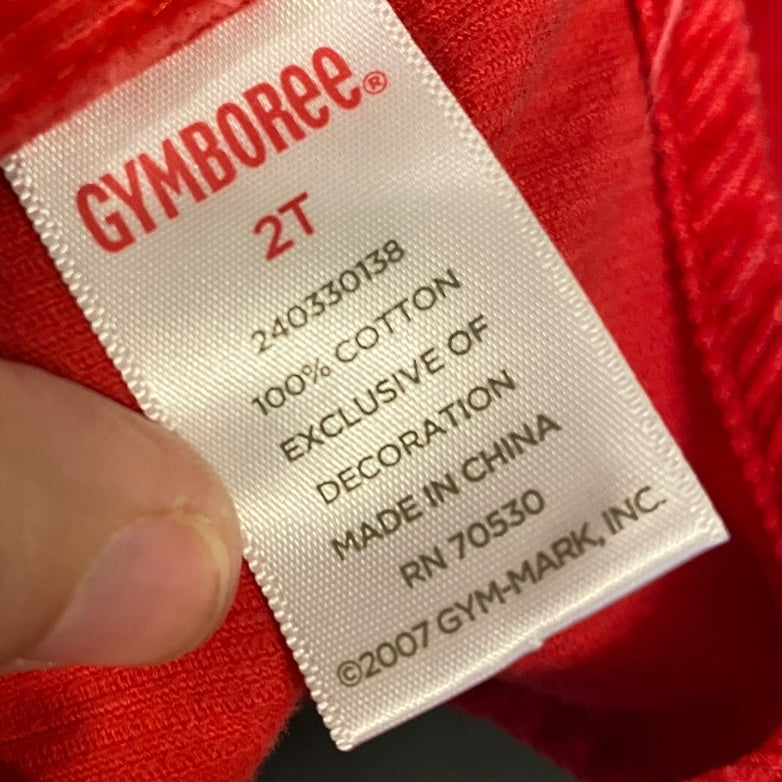 GYMBOREE®
2T
240330138
100% COTTON
EXCLUSIVE OF
DECORATION
MADE IN CHINA
RN 70530
©2007 GYM-MARK, INC.